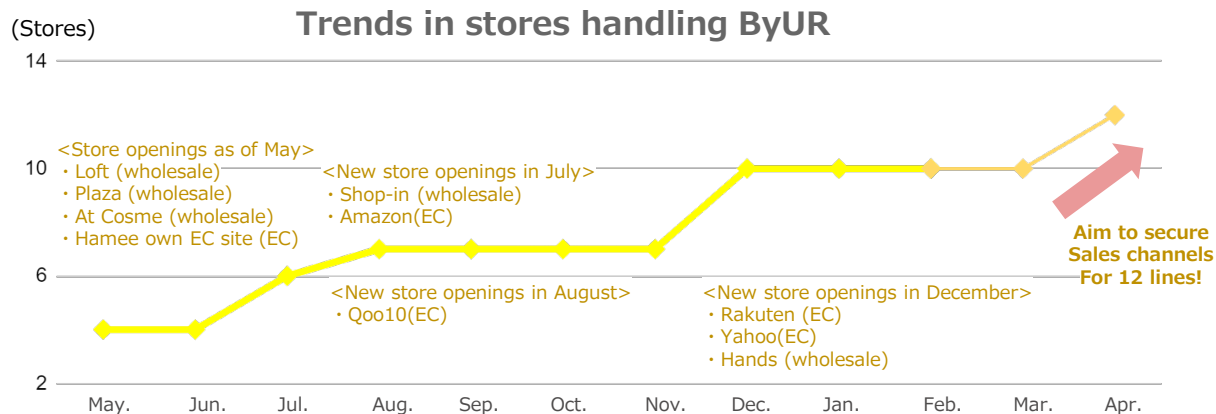 Trends in stores handling ByUR
(Stores)
14
10
6
2
<Store openings as of May>
・Loft (wholesale)
・Plaza (wholesale)
・At Cosme (wholesale)
・Hamee own EC site (EC)
<New store openings in July>
・Shop-in (wholesale)
・Amazon(EC)
<New store openings in August>
・Qoo10(EC)
<New store openings in December>
・Rakuten (EC)
・Yahoo(EC)
・Hands (wholesale)
Aim to secure
Sales channels
For 12 lines!
May. Jun. Jul. Aug. Sep. Oct. Nov. Dec. Jan. Feb. Mar. Apr.